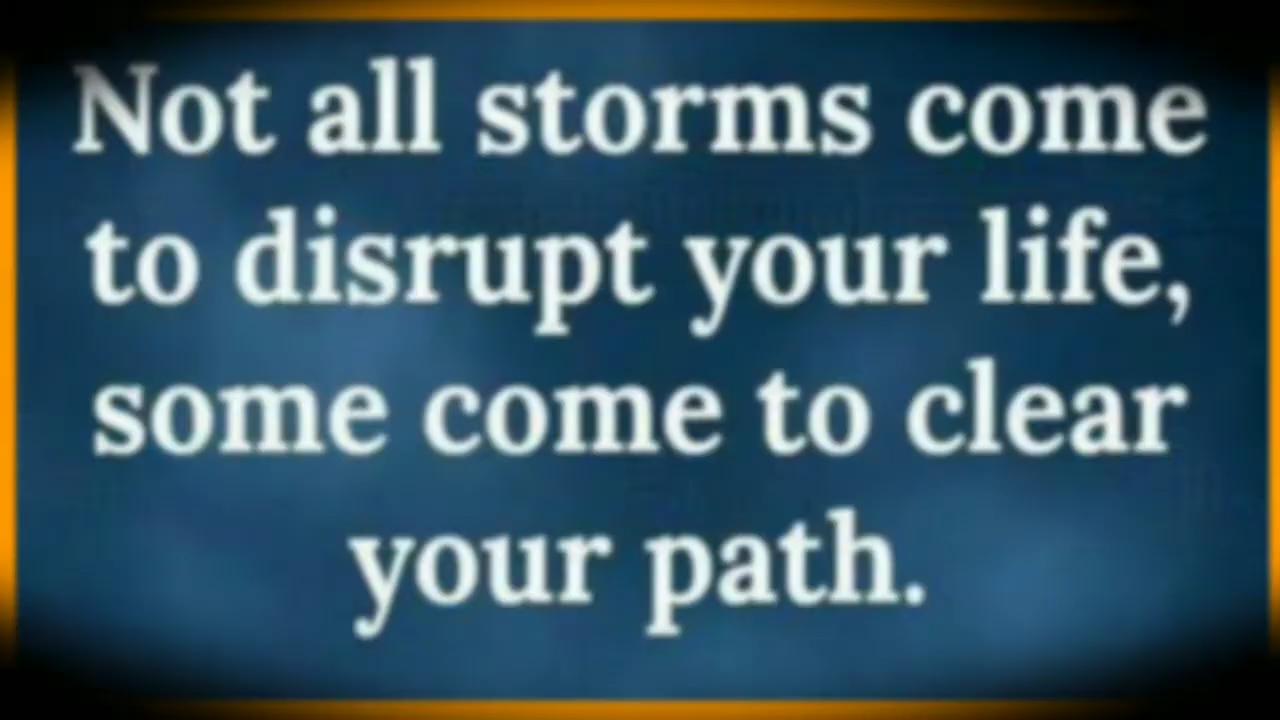 Not all storms come
to disrupt your life,
some come to clear
your path.